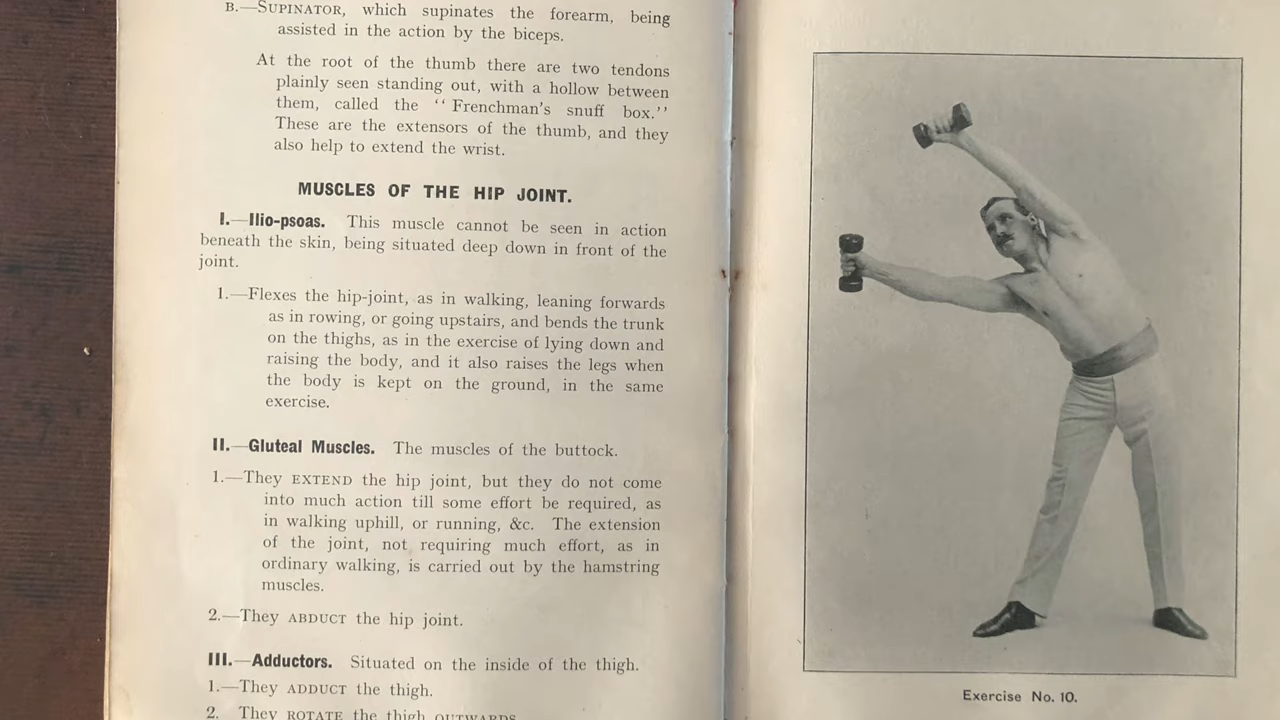 B.—SUPINATOR, which supinates the forearm, being
assisted in the action by the biceps.
At the root of the thumb there are two tendons
plainly seen standing out, with a hollow between
them, called the “ Frenchman's snuff box.”
These are the extensors of the thumb, and they
also help to extend the wrist.
MUSCLES OF THE HIP JOINT.
I.—Ilio-psoas. This muscle cannot be seen in action
beneath the skin, being situated deep down in front of the
joint.
1.—Flexes the hip-joint, as in walking, leaning forwards
as in rowing, or going upstairs, and bends the trunk
on the thighs, as in the exercise of lying down and
raising the body, and it also raises the legs when
the body is kept on the ground, in the same
exercise.
II.—Gluteal Muscles. The muscles of the buttock.
1.—They EXTEND the hip joint, but they do not come
into much action till some effort be required, as
in walking uphill, or running, &c. The extension
of the joint, not requiring much effort, as in
ordinary walking, is carried out by the hamstring
muscles.
2.—They ABDUCT the hip joint.
III.—Adductors. Situated on the inside of the thigh.
1.—They ADDUCT the thigh.
2. They ROTATE the thigh OUTWARDS
Exercise No. 10.